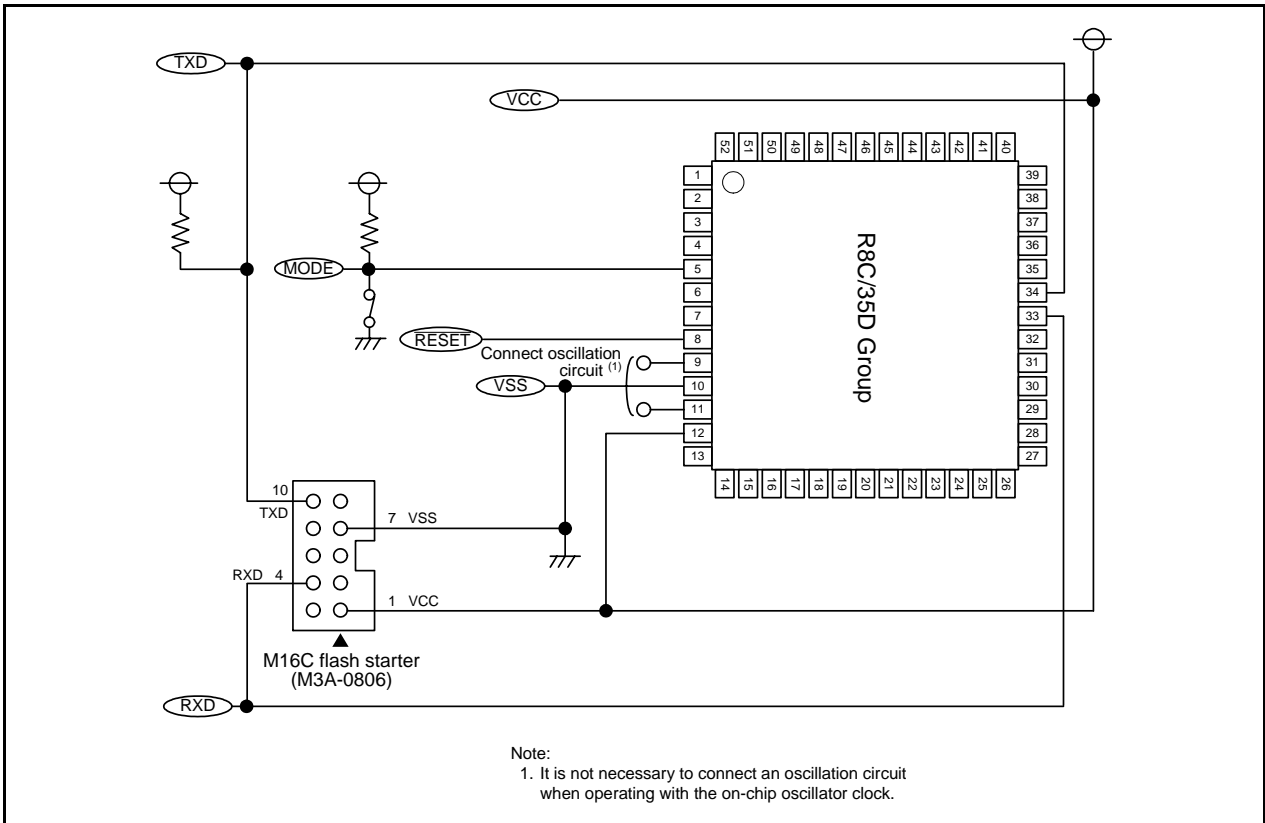 TXD
VCC
52 51 50 49 48 47 46 45 44 43 42 41 40
1
2
3
4
5
6
7
8
9
10
11
12
13
39
38
37
36
35
34
33
32
31
30
29
28
27
14 15 16 17 18 19 20 21 22 23 24 25 26
R8C/35D Group
MODE
RESET
Connect oscillation
circuit (1)
VSS
10
TXD
7 VSS
RXD 4
1 VCC
M16C flash starter
(M3A-0806)
RXD
Note:
1. It is not necessary to connect an oscillation circuit
when operating with the on-chip oscillator clock.